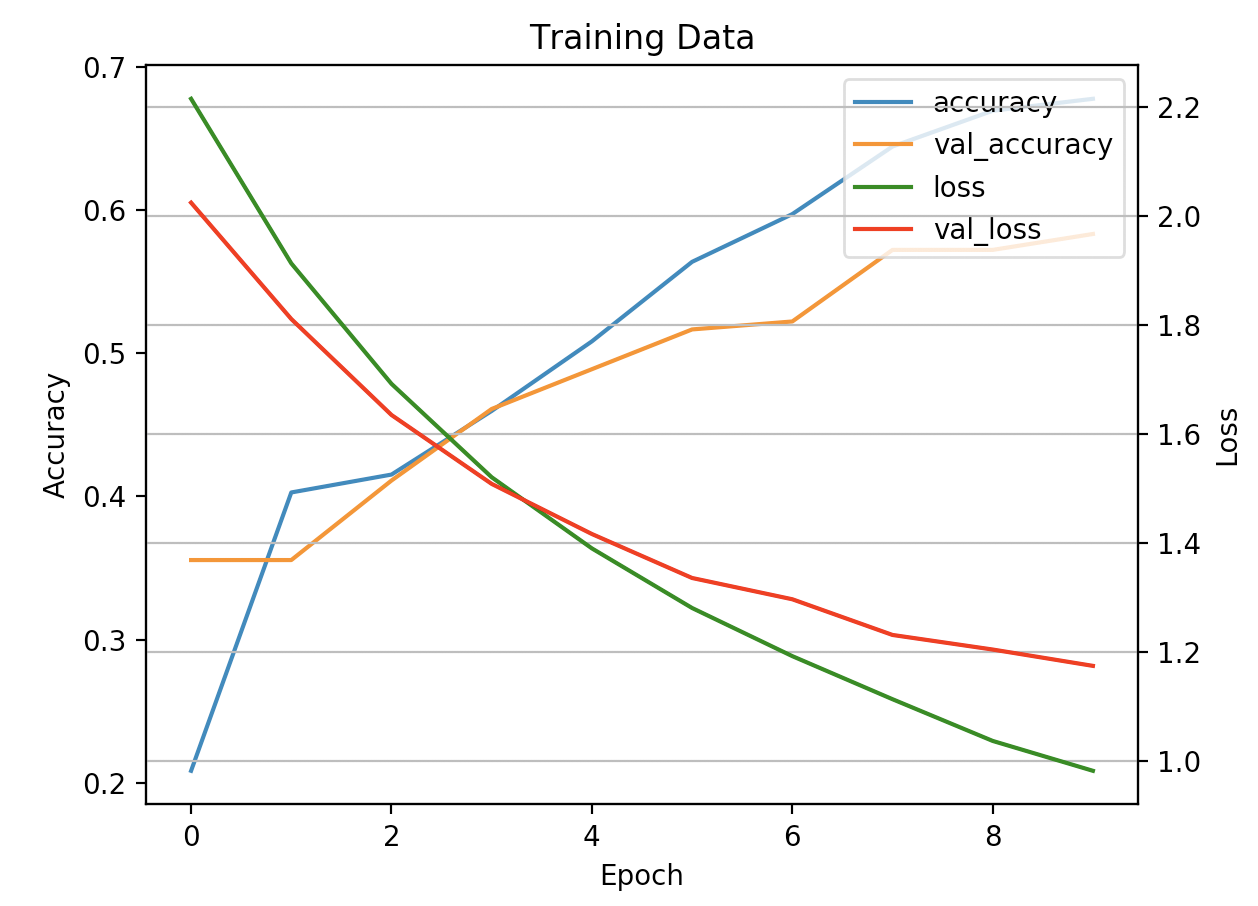 Training Data
Accuracy
0.7
0.6
0.5
0.4
0.3
0.2
accuracy
val_accuracy
loss
val_loss
2.2
2.0
1.8
1.6
1.4
1.2
1.0
Loss
0 2 4 6 8
Epoch